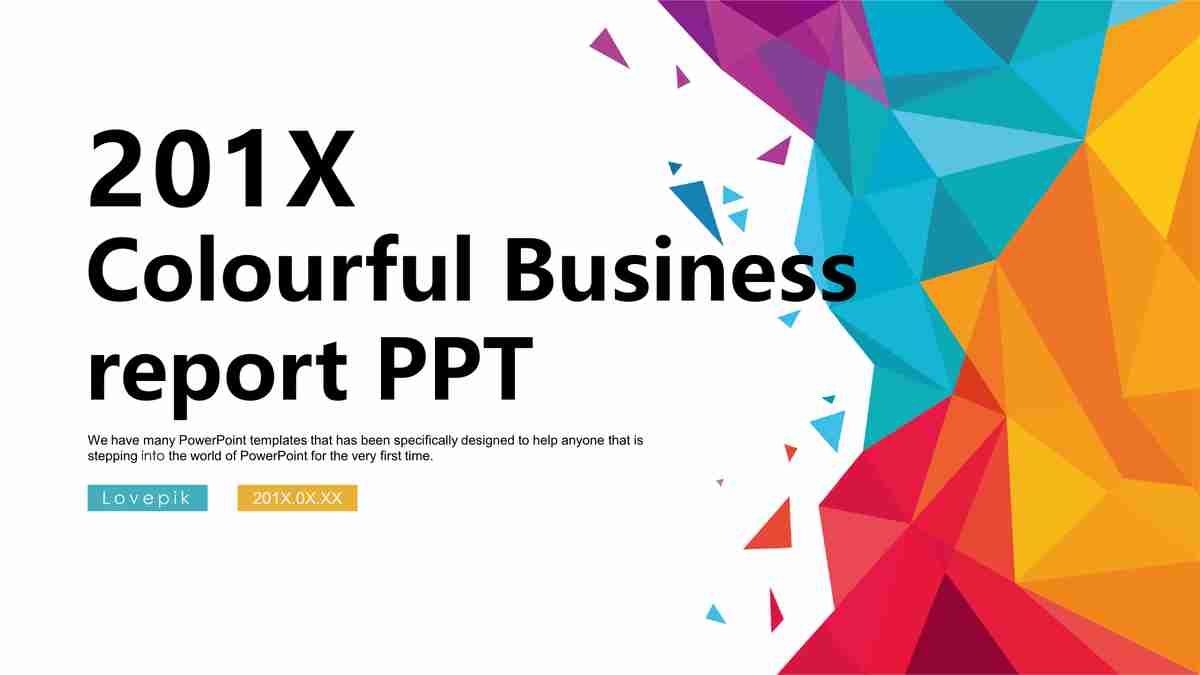 201X
Colourful Business
report PPT
We have many PowerPoint templates that has been specifically designed to help anyone that is
stepping into the world of PowerPoint for the very first time.
Lovepik
201X.0X.XX